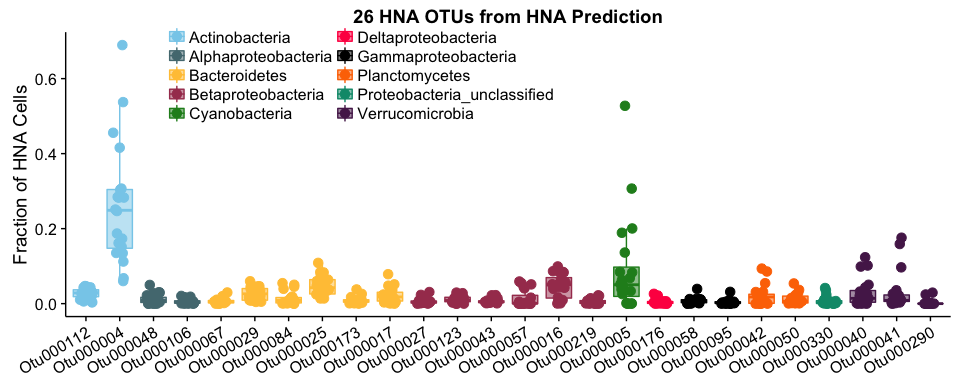 26 HNA OTUs from HNA Prediction
Actinobacteria
Alphaproteobacteria
Bacteroidetes
Betaproteobacteria
Cyanobacteria
Deltaproteobacteria
Gammaproteobacteria
Planctomycetes
Proteobacteria_unclassified
Verrucomicrobia
Fraction of HNA Cells
0.6
0.4
0.2
0.0
Otu000112
Otu000004
Otu000048
Otu000106
Otu000067
Otu000029
Otu000084
Otu000025
Otu000173
Otu000017
Otu000027
Otu000123
Otu000043
Otu000057
Otu000016
Otu000219
Otu000005
Otu000176
Otu000058
Otu000095
Otu000042
Otu000050
Otu000330
Otu000040
Otu000041
Otu000290